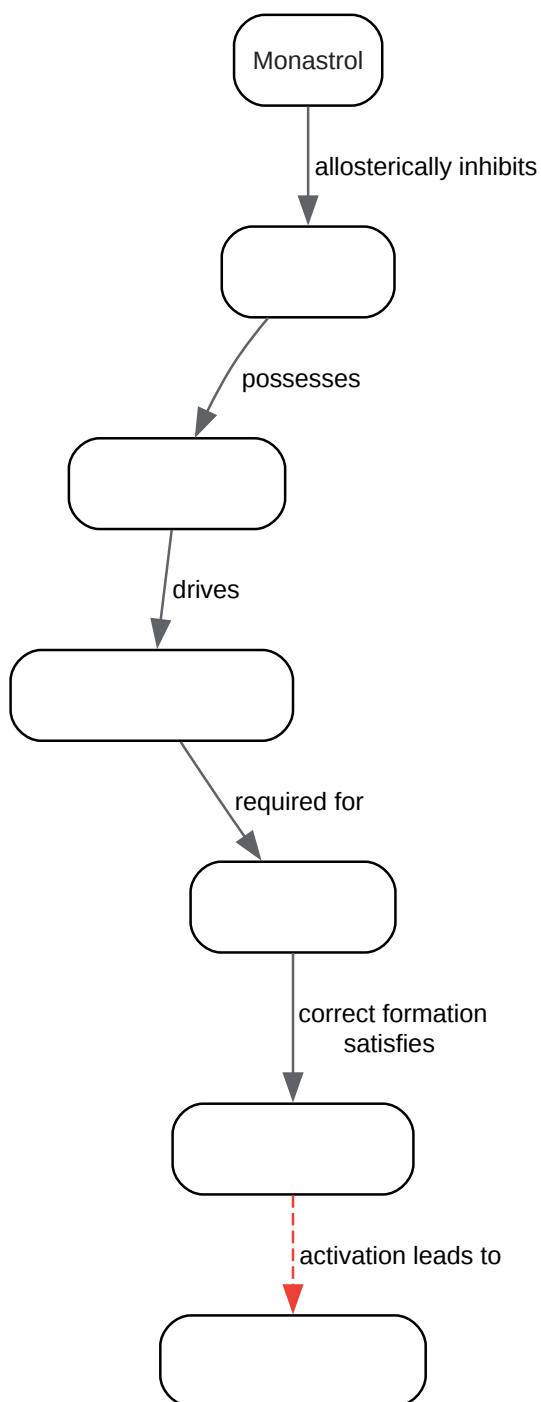 Monastrol
allosterically inhibits
possesses
drives
required for
correct formation
satisfies
activation leads to